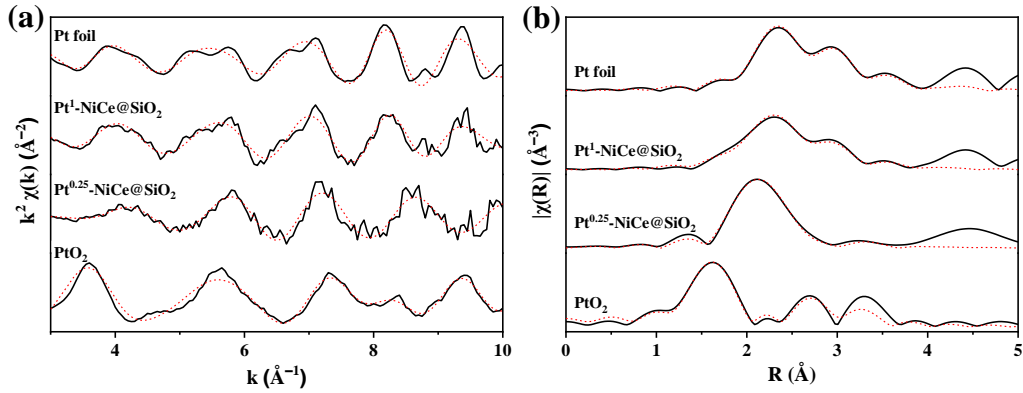 (a)
k² χ(k) (Å⁻²)
Pt foil
Pt¹-NiCe@SiO₂
Pt⁰·²⁵-NiCe@SiO₂
PtO₂
4 6 8 10
k (Å⁻¹)
(b)
|χ(R)| (Å⁻³)
Pt foil
Pt¹-NiCe@SiO₂
Pt⁰·²⁵-NiCe@SiO₂
PtO₂
0 1 2 3 4 5
R (Å)